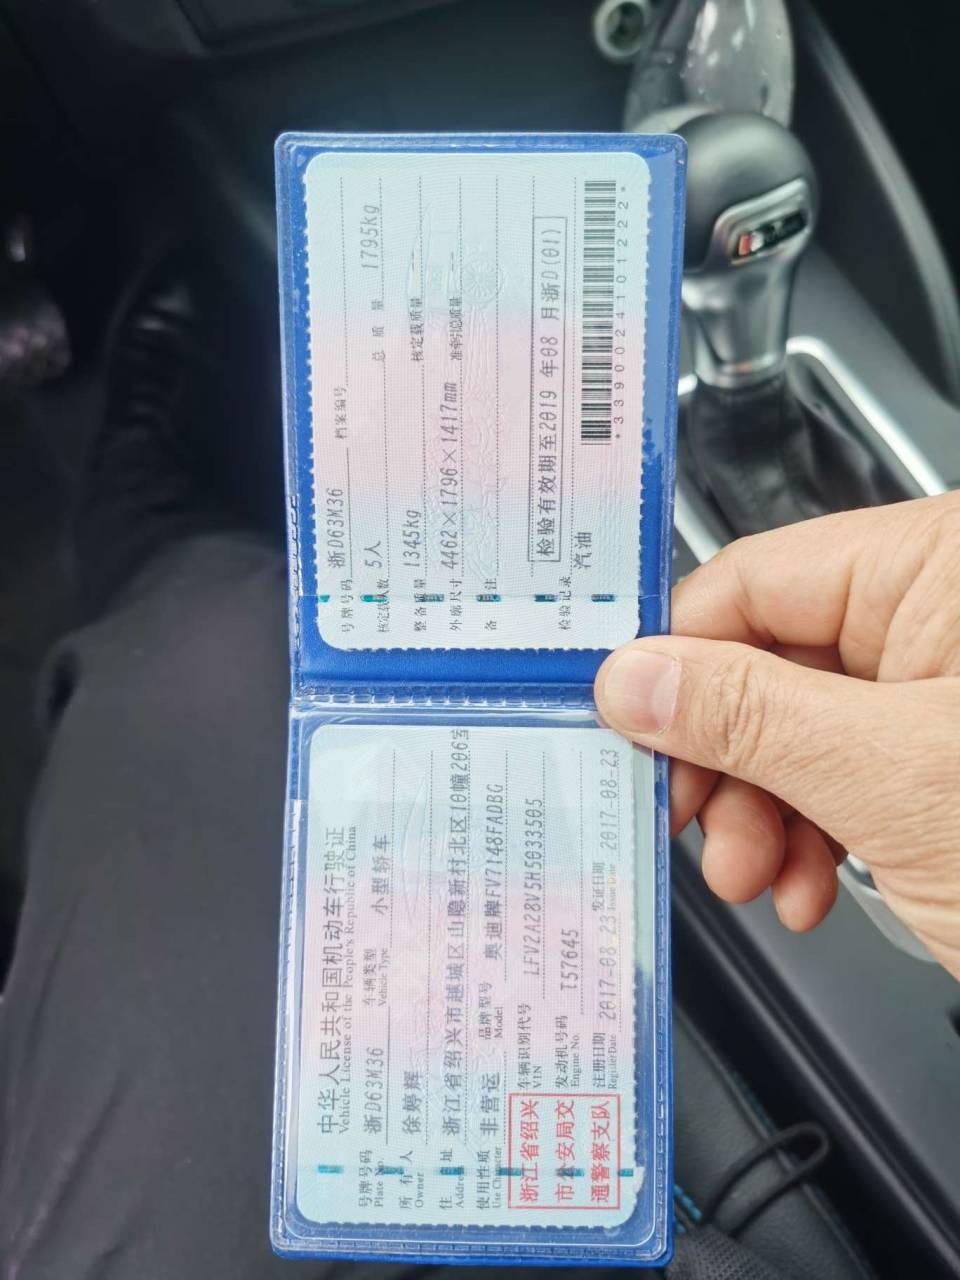 中华人民共和国机动车行驶证
Vehicle License of the People's Republic of China
号牌号码 浙D63M36 车辆类型 小型轿车
Plate No. Vehicle Type
所有人 徐婷辉
Owner
住址 浙江省绍兴市越城区山隐新村北区10幢206室
Address
使用性质 非营运 品牌型号 奥迪牌FV7148FADBG
Use Character Model
浙江省绍兴
市公安局交
通警察支队
车辆识别代号 LFV2A28V5H5033505
VIN
发动机号码 T57645
Engine No.
注册日期 2017-08-23 发证日期 2017-08-23
Register Date Issue Date
号牌号码 浙D63M36 档案编号
核定载人数 5人 总质量 1795kg
整备质量 1345kg 核定载质量
外廓尺寸 4462×1796×1417mm 准牵引总质量
备注
检验有效期至2019 年08 月浙D(01)
检验记录
汽油
*3390024101222*